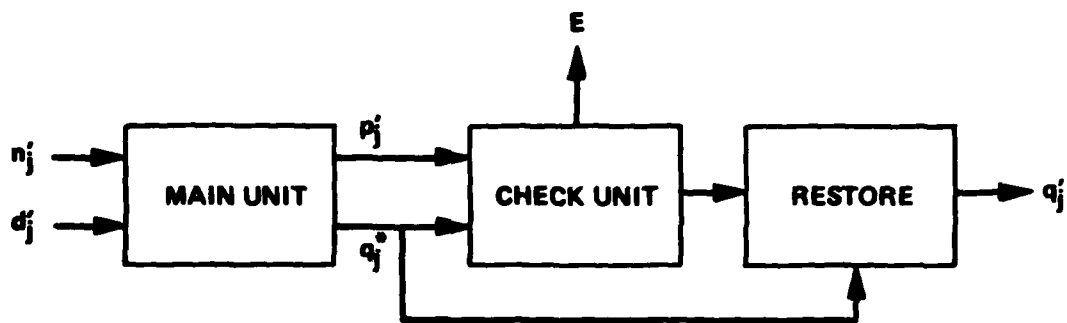 E
n'j
p'j
MAIN UNIT
CHECK UNIT
RESTORE
q'j
d'j
q*j